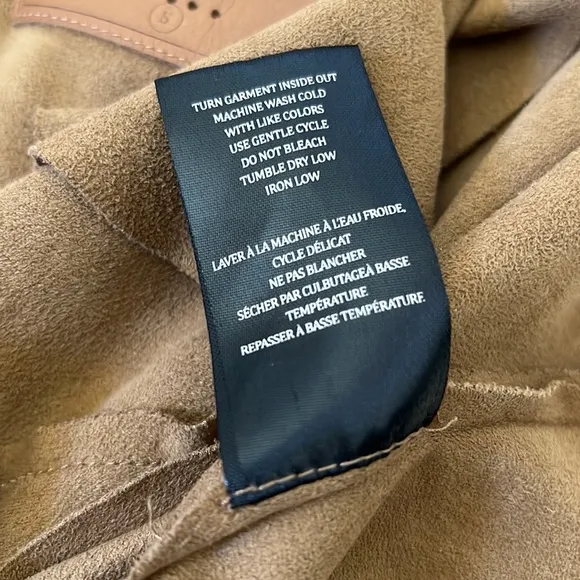 S
TURN GARMENT INSIDE OUT
MACHINE WASH COLD
WITH LIKE COLORS
USE GENTLE CYCLE
DO NOT BLEACH
TUMBLE DRY LOW
IRON LOW
LAVER À LA MACHINE À L'EAU FROIDE,
CYCLE DÉLICAT
NE PAS BLANCHER
SÉCHER PAR CULBUTAGEÀ BASSE
TEMPÉRATURE
REPASSER À BASSE TEMPÉRATURE.